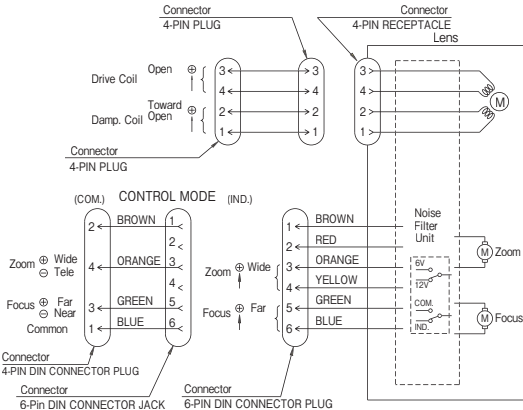 Connector
4-PIN PLUG
Connector
4-PIN RECEPTACLE
Lens
Drive Coil
Open ⊕
3 3 3
4 4 4
M
Damp. Coil
Toward
Open ⊕
2 2 2
1 1 1
Connector
4-PIN PLUG
(COM.) CONTROL MODE (IND.)
2 BROWN 1
2
Zoom ⊕ Wide
⊖ Tele
4 ORANGE 3
4
Focus ⊕ Far
⊖ Near
3 GREEN 5
Common 1 BLUE 6
Connector
4-PIN DIN CONNECTOR PLUG
Connector
6-Pin DIN CONNECTOR JACK
1 BROWN
2 RED
Zoom ⊕ Wide
3 ORANGE
4 YELLOW
Focus ⊕ Far
5 GREEN
6 BLUE
Connector
6-PIN DIN CONNECTOR PLUG
Noise
Filter
Unit
6V
12V
COM.
IND.
M Zoom
M Focus